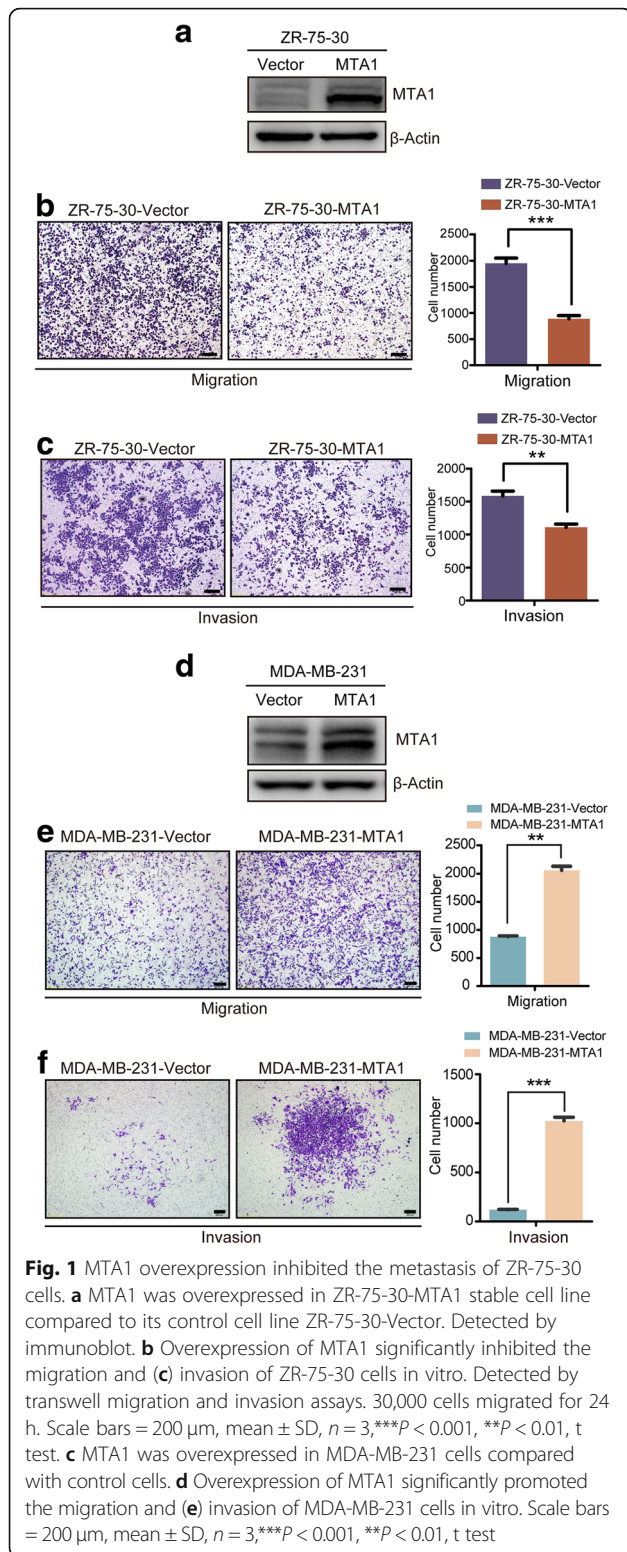 a
ZR-75-30
Vector MTA1
MTA1
β-Actin
b
ZR-75-30-Vector ZR-75-30-MTA1
Migration
ZR-75-30-Vector
ZR-75-30-MTA1
***
Cell number
2000
1500
1000
500
0
2500
Migration
c
ZR-75-30-Vector ZR-75-30-MTA1
Invasion
ZR-75-30-Vector
ZR-75-30-MTA1
**
Cell number
2000
1500
1000
500
0
Invasion
d
MDA-MB-231
Vector MTA1
MTA1
β-Actin
e
MDA-MB-231-Vector MDA-MB-231-MTA1
Migration
MDA-MB-231-Vector
MDA-MB-231-MTA1
**
Cell number
2500
2000
1500
1000
500
0
Migration
f
MDA-MB-231-Vector MDA-MB-231-MTA1
Invasion
MDA-MB-231-Vector
MDA-MB-231-MTA1
***
Cell number
1500
1000
500
0
Invasion
Fig. 1 MTA1 overexpression inhibited the metastasis of ZR-75-30
cells. a MTA1 was overexpressed in ZR-75-30-MTA1 stable cell line
compared to its control cell line ZR-75-30-Vector. Detected by
immunoblot. b Overexpression of MTA1 significantly inhibited the
migration and (c) invasion of ZR-75-30 cells in vitro. Detected by
transwell migration and invasion assays. 30,000 cells migrated for 24
h. Scale bars = 200 μm, mean ± SD, n = 3,***P < 0.001, **P < 0.01, t
test. c MTA1 was overexpressed in MDA-MB-231 cells compared
with control cells. d Overexpression of MTA1 significantly promoted
the migration and (e) invasion of MDA-MB-231 cells in vitro. Scale bars
= 200 μm, mean ± SD, n = 3,***P < 0.001, **P < 0.01, t test